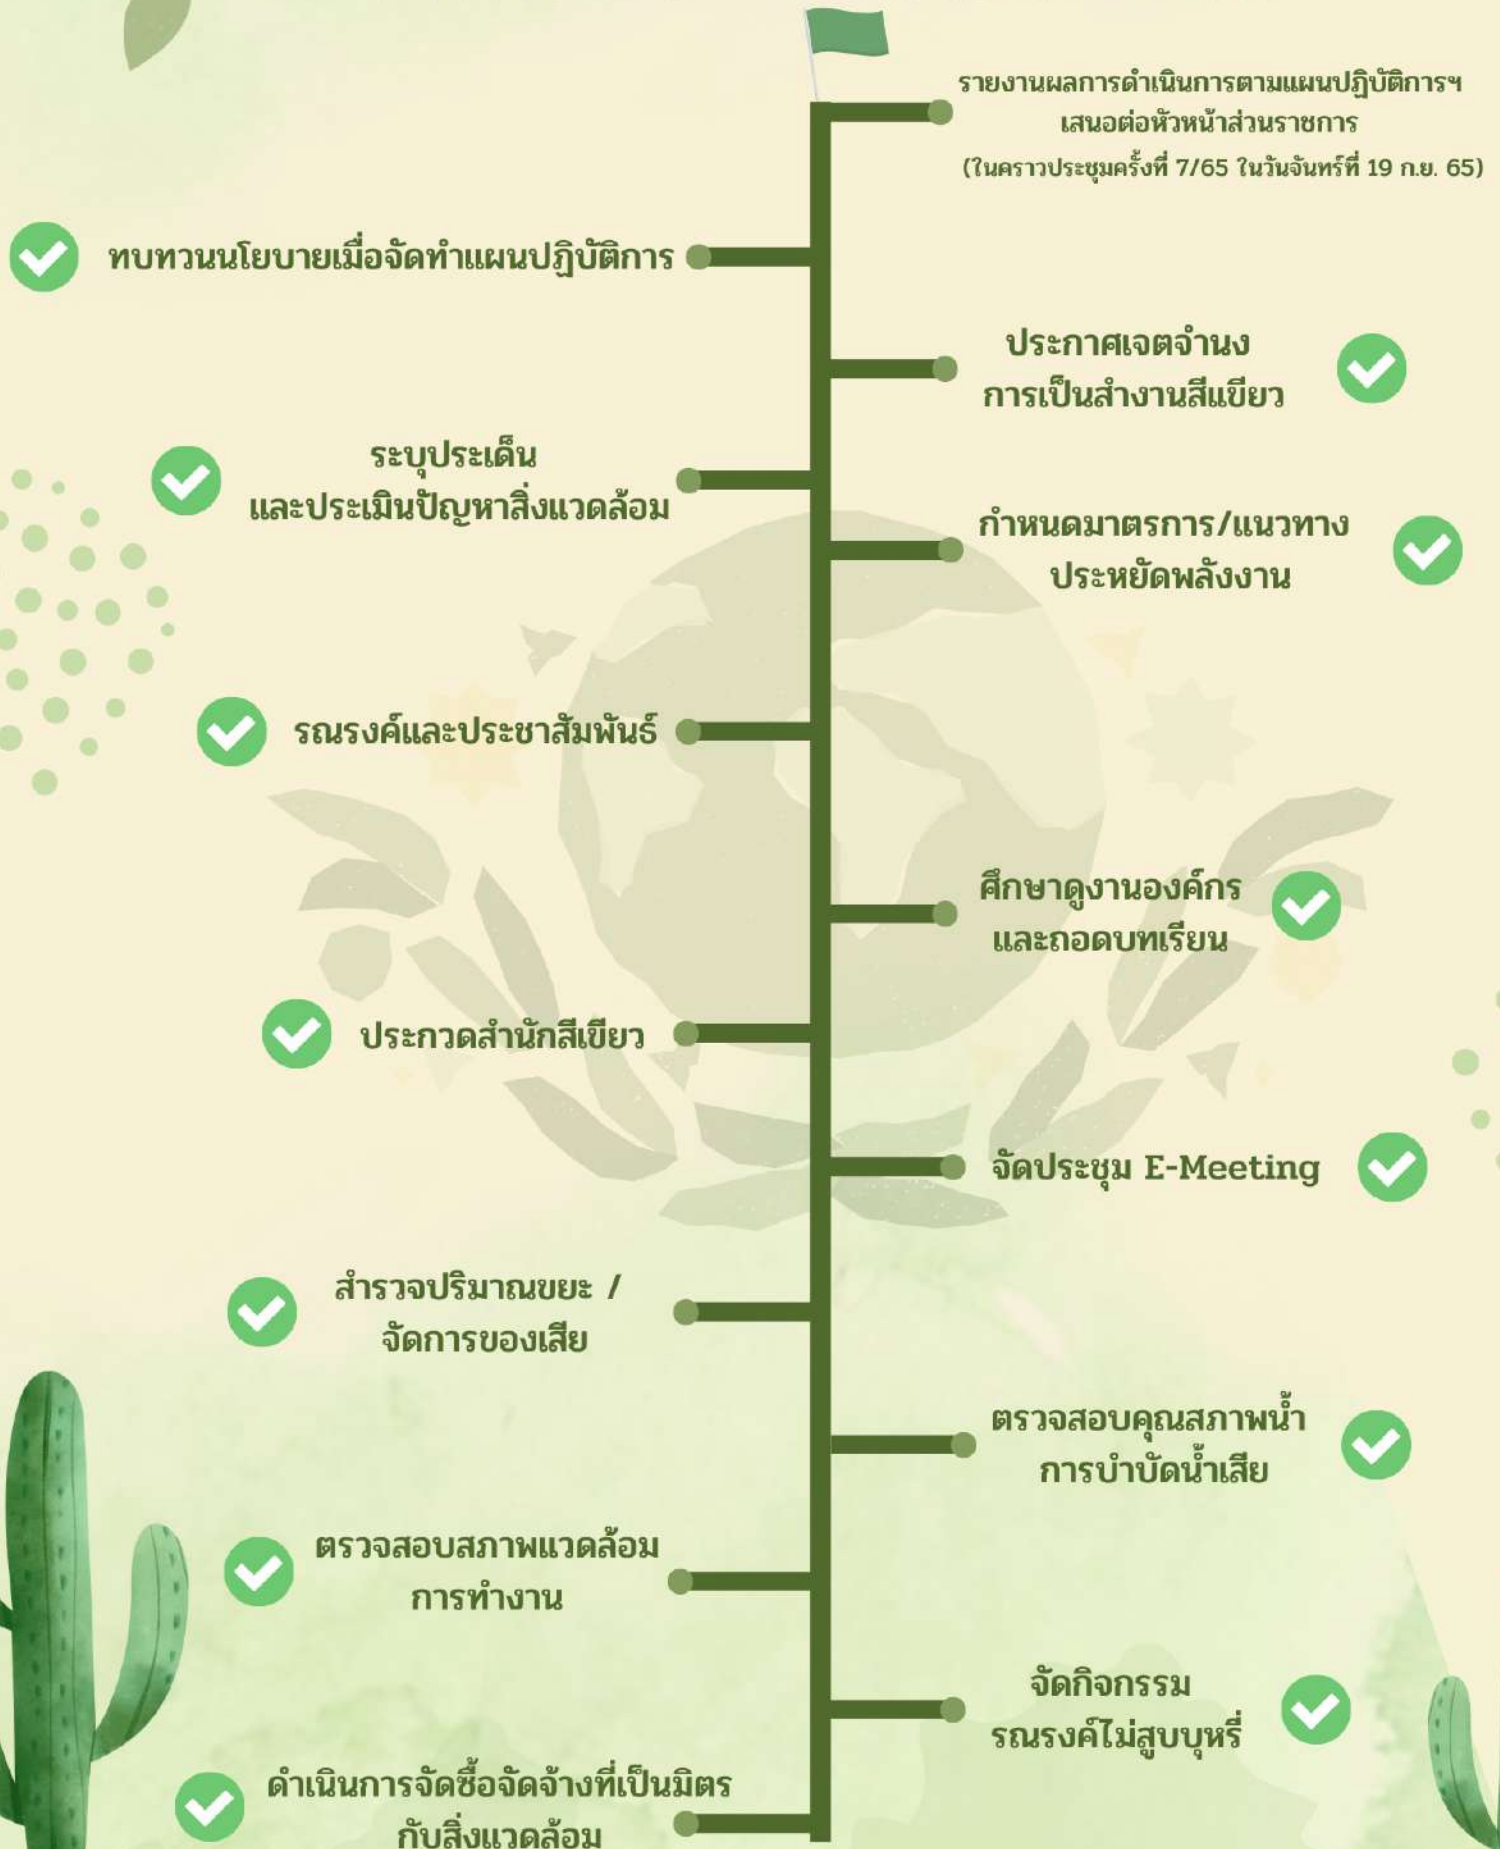 รายงานผลการดำเนินการตามแผนปฏิบัติการฯ
เสนอต่อหัวหน้าส่วนราชการ
(ในคราวประชุมครั้งที่ 7/65 ในวันจันทร์ที่ 19 ก.ย. 65)
ทบทวนนโยบายเมื่อจัดทำแผนปฏิบัติการ
ประกาศเจตจำนง
การเป็นสำงานสีแขียว
ระบุประเด็น
และประเมินปัญหาสิ่งแวดล้อม
กำหนดมาตรการ/แนวทาง
ประหยัดพลังงาน
รณรงค์และประชาสัมพันธ์
ศึกษาดูงานองค์กร
และถอดบทเรียน
ประกวดสำนักสีเขียว
จัดประชุม E-Meeting
สำรวจปริมาณขยะ /
จัดการของเสีย
ตรวจสอบคุณสภาพน้ำ
การบำบัดน้ำเสีย
ตรวจสอบสภาพแวดล้อม
การทำงาน
จัดกิจกรรม
รณรงค์ไม่สูบบุหรี่
ดำเนินการจัดซื้อจัดจ้างที่เป็นมิตร
กับสิ่งแวดล้อม